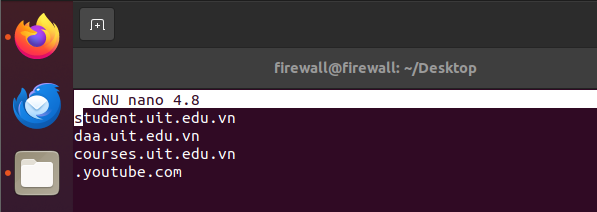 firewall@firewall: ~/Desktop
GNU nano 4.8
student.uit.edu.vn
daa.uit.edu.vn
courses.uit.edu.vn
.youtube.com